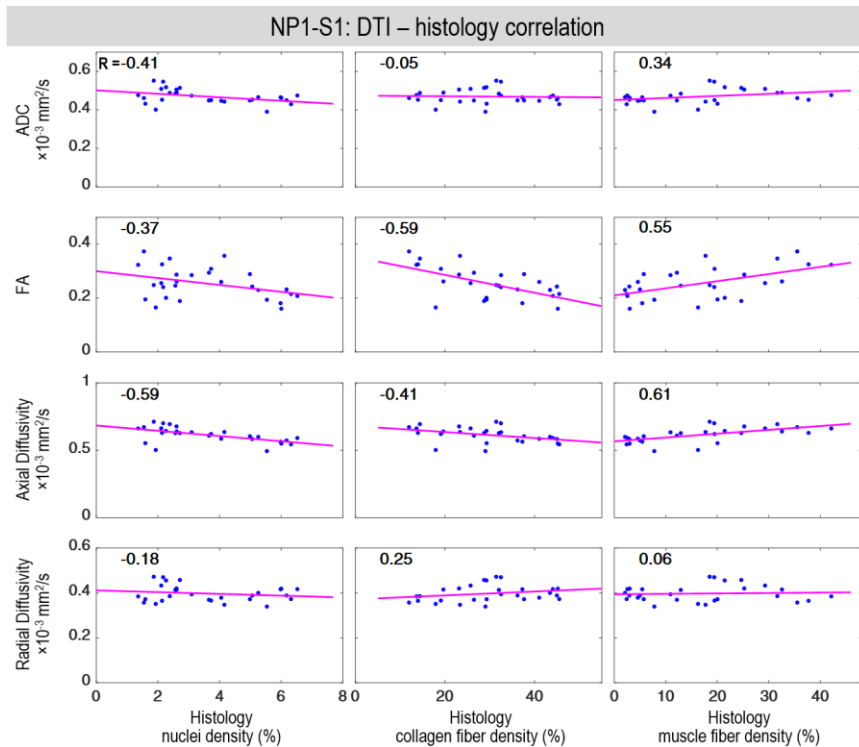 NP1-S1: DTI – histology correlation
ADC
×10⁻³ mm²/s
0.6
0.4
0.2
0
R =-0.41
-0.05
0.34
FA
0.4
0.2
0
-0.37
-0.59
0.55
Axial Diffusivity
×10⁻³ mm²/s
1
0.5
0
-0.59
-0.41
0.61
Radial Diffusivity
×10⁻³ mm²/s
0.6
0.4
0.2
0
-0.18
0.25
0.06
0 2 4 6 8
20 40
0 10 20 30 40
Histology
nuclei density (%)
Histology
collagen fiber density (%)
Histology
muscle fiber density (%)